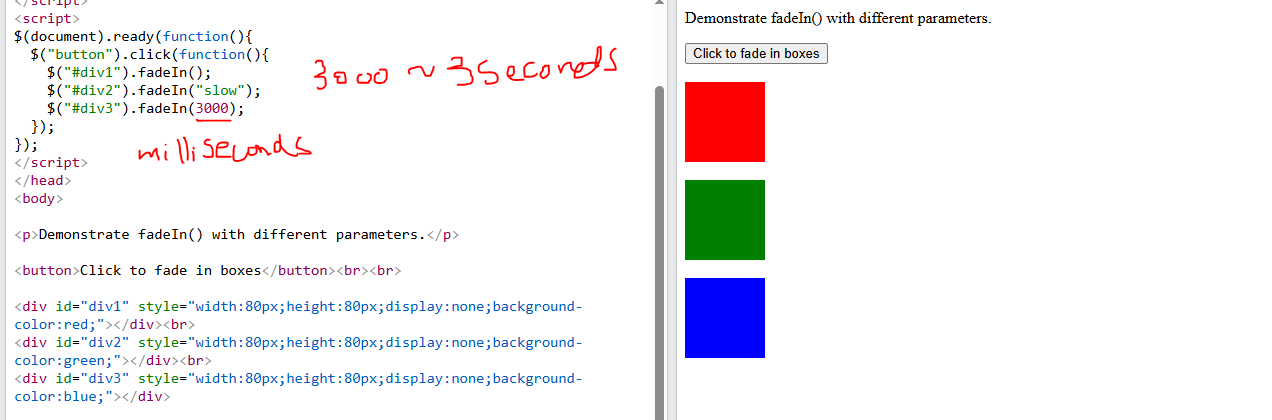 </script>
<script>
$(document).ready(function(){
  $("button").click(function(){
    $("#div1").fadeIn();
    $("#div2").fadeIn("slow");
    $("#div3").fadeIn(3000);
  });
});
</script>
</head>
<body>
<p>Demonstrate fadeIn() with different parameters.</p>
<button>Click to fade in boxes</button><br><br>
<div id="div1" style="width:80px;height:80px;display:none;background-
color:red;"></div><br>
<div id="div2" style="width:80px;height:80px;display:none;background-
color:green;"></div><br>
<div id="div3" style="width:80px;height:80px;display:none;background-
color:blue;"></div>
3000 ~ 3 Seconds
milliseconds
Demonstrate fadeIn() with different parameters.
Click to fade in boxes